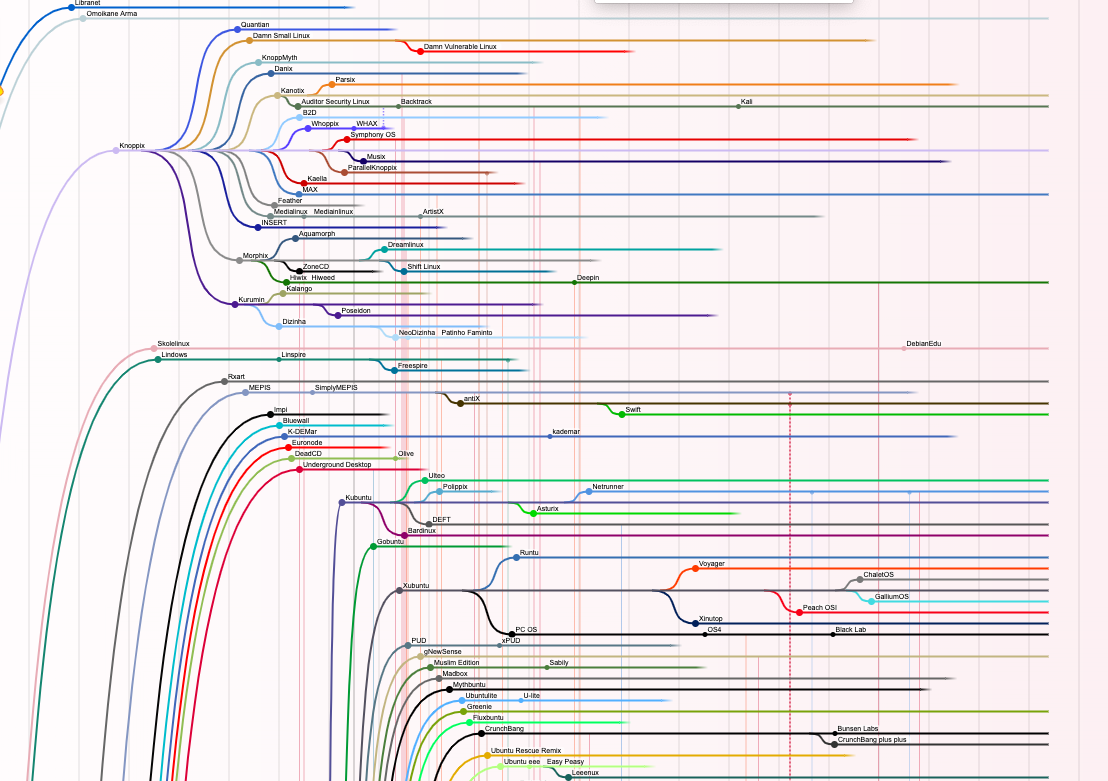 Libranet
Omoikane Arma
Quantian
Damn Small Linux
Damn Vulnerable Linux
KnoppMyth
Danix
Parsix
Kanotix
Auditor Security Linux
Backtrack
Kali
B2D
Whoppix
WHAX
Symphony OS
Knoppix
Musix
ParallelKnoppix
Kaella
MAX
Feather
Medialinux
Mediainlinux
ArtistX
INSERT
Aquamorph
Dreamlinux
Morphix
ZoneCD
Shift Linux
Hiwix
Hiweed
Deepin
Kalango
Kurumin
Poseidon
Dizinha
NeoDizinha
Patinho Faminto
Skolelinux
DebianEdu
Lindows
Linspire
Freespire
Rxart
MEPIS
SimplyMEPIS
antiX
Impi
Swift
Bluewall
K-DEMar
kademar
Euronode
DeadCD
Olive
Underground Desktop
Ulteo
Polippix
Netrunner
Kubuntu
Asturix
DEFT
Bardinux
Gobuntu
Runtu
Voyager
ChaletOS
Xubuntu
GalliumOS
Peach OSI
Xinutop
PC OS
OS4
Black Lab
PUD
xPUD
gNewSense
Muslim Edition
Sabily
Madbox
Mythbuntu
Ubuntulite
U-lite
Greenie
Fluxbuntu
CrunchBang
Bunsen Labs
CrunchBang plus plus
Ubuntu Rescue Remix
Ubuntu eee
Easy Peasy
Leeenux